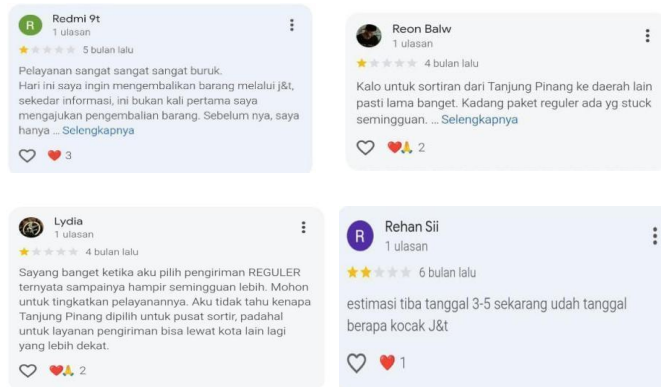 Redmi 9t
1 ulasan
5 bulan lalu
Pelayanan sangat sangat sangat buruk.
Hari ini saya ingin mengembalikan barang melalui j&t,
sekedar informasi, ini bukan kali pertama saya
mengajukan pengembalian barang. Sebelum nya, saya
hanya ... Selengkapnya
3
Reon Balw
1 ulasan
4 bulan lalu
Kalo untuk sortiran dari Tanjung Pinang ke daerah lain
pasti lama banget. Kadang paket reguler ada yg stuck
semingguan. ... Selengkapnya
2
Lydia
1 ulasan
4 bulan lalu
Sayang banget ketika aku pilih pengiriman REGULER
ternyata sampainya hampir semingguan lebih. Mohon
untuk tingkatkan pelayanannya. Aku tidak tahu kenapa
Tanjung Pinang dipilih untuk pusat sortir, padahal
untuk layanan pengiriman bisa lewat kota lain lagi
yang lebih dekat.
2
R
Rehan Sii
1 ulasan
6 bulan lalu
estimasi tiba tanggal 3-5 sekarang udah tanggal
berapa kocak J&t
1